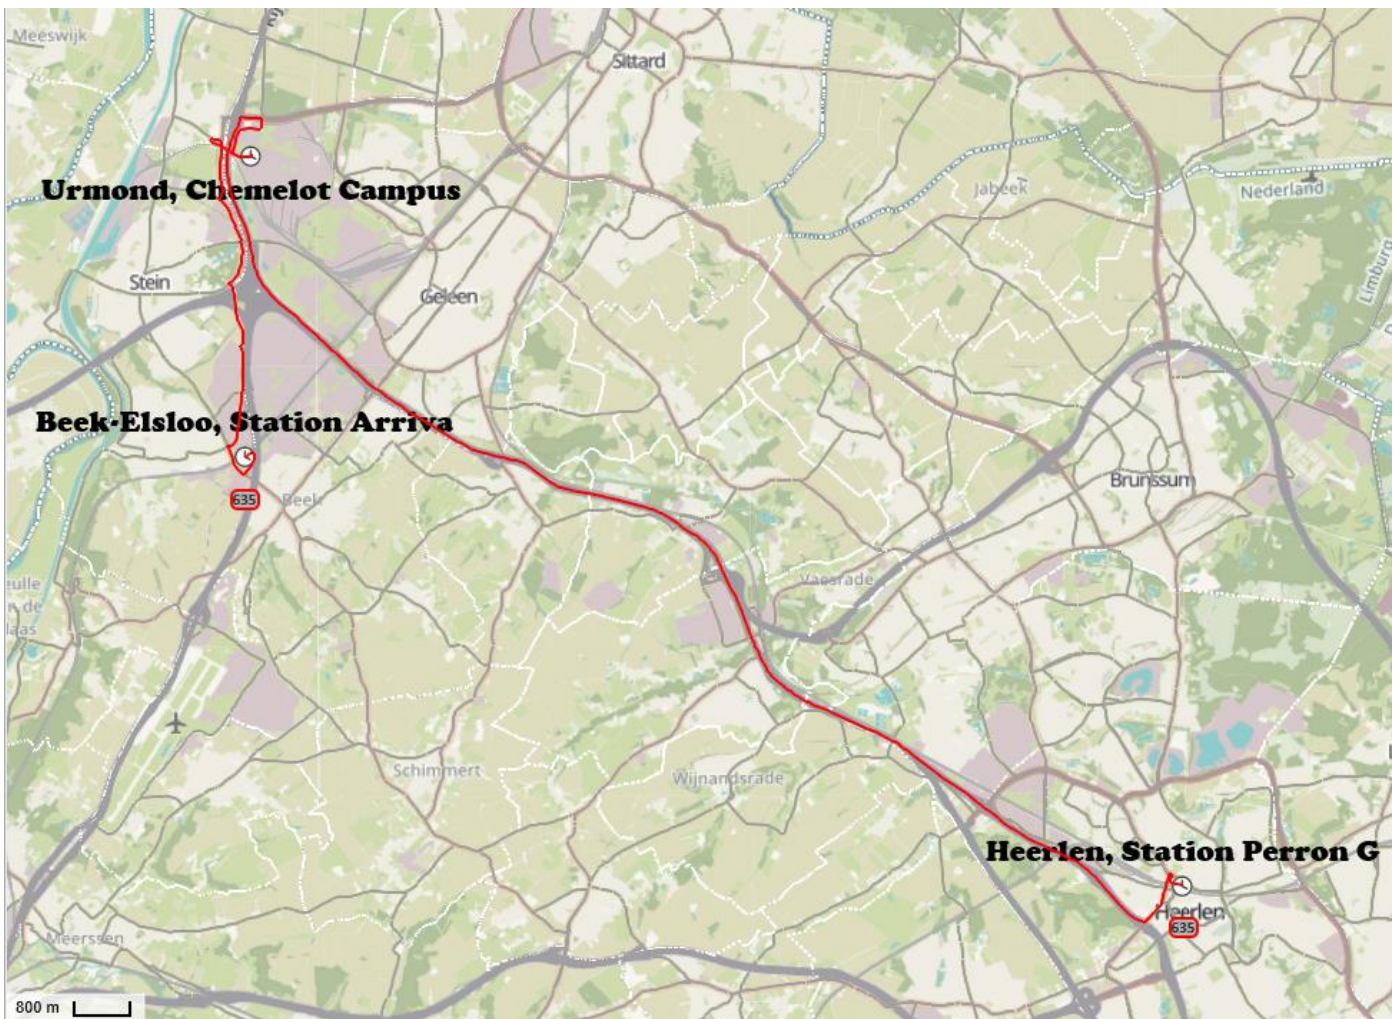 Meeswijk
Rij
Sittard
Urmond, Chemelot Campus
Jabeek
Nederland
Limburg
Stein
Geleen
Beek-Elsloo, Station Arriva
635
Beek
Brunssum
Vaesrade
Schimmert
Wijnandsrade
Heerlen, Station Perron G
Heerlen
635
Meerssen
800 m